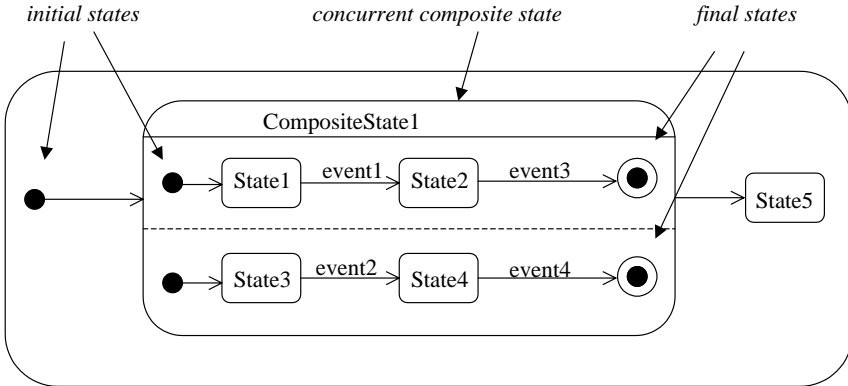 initial states
concurrent composite state
final states
CompositeState1
State1
event1
State2
event3
State5
State3
event2
State4
event4